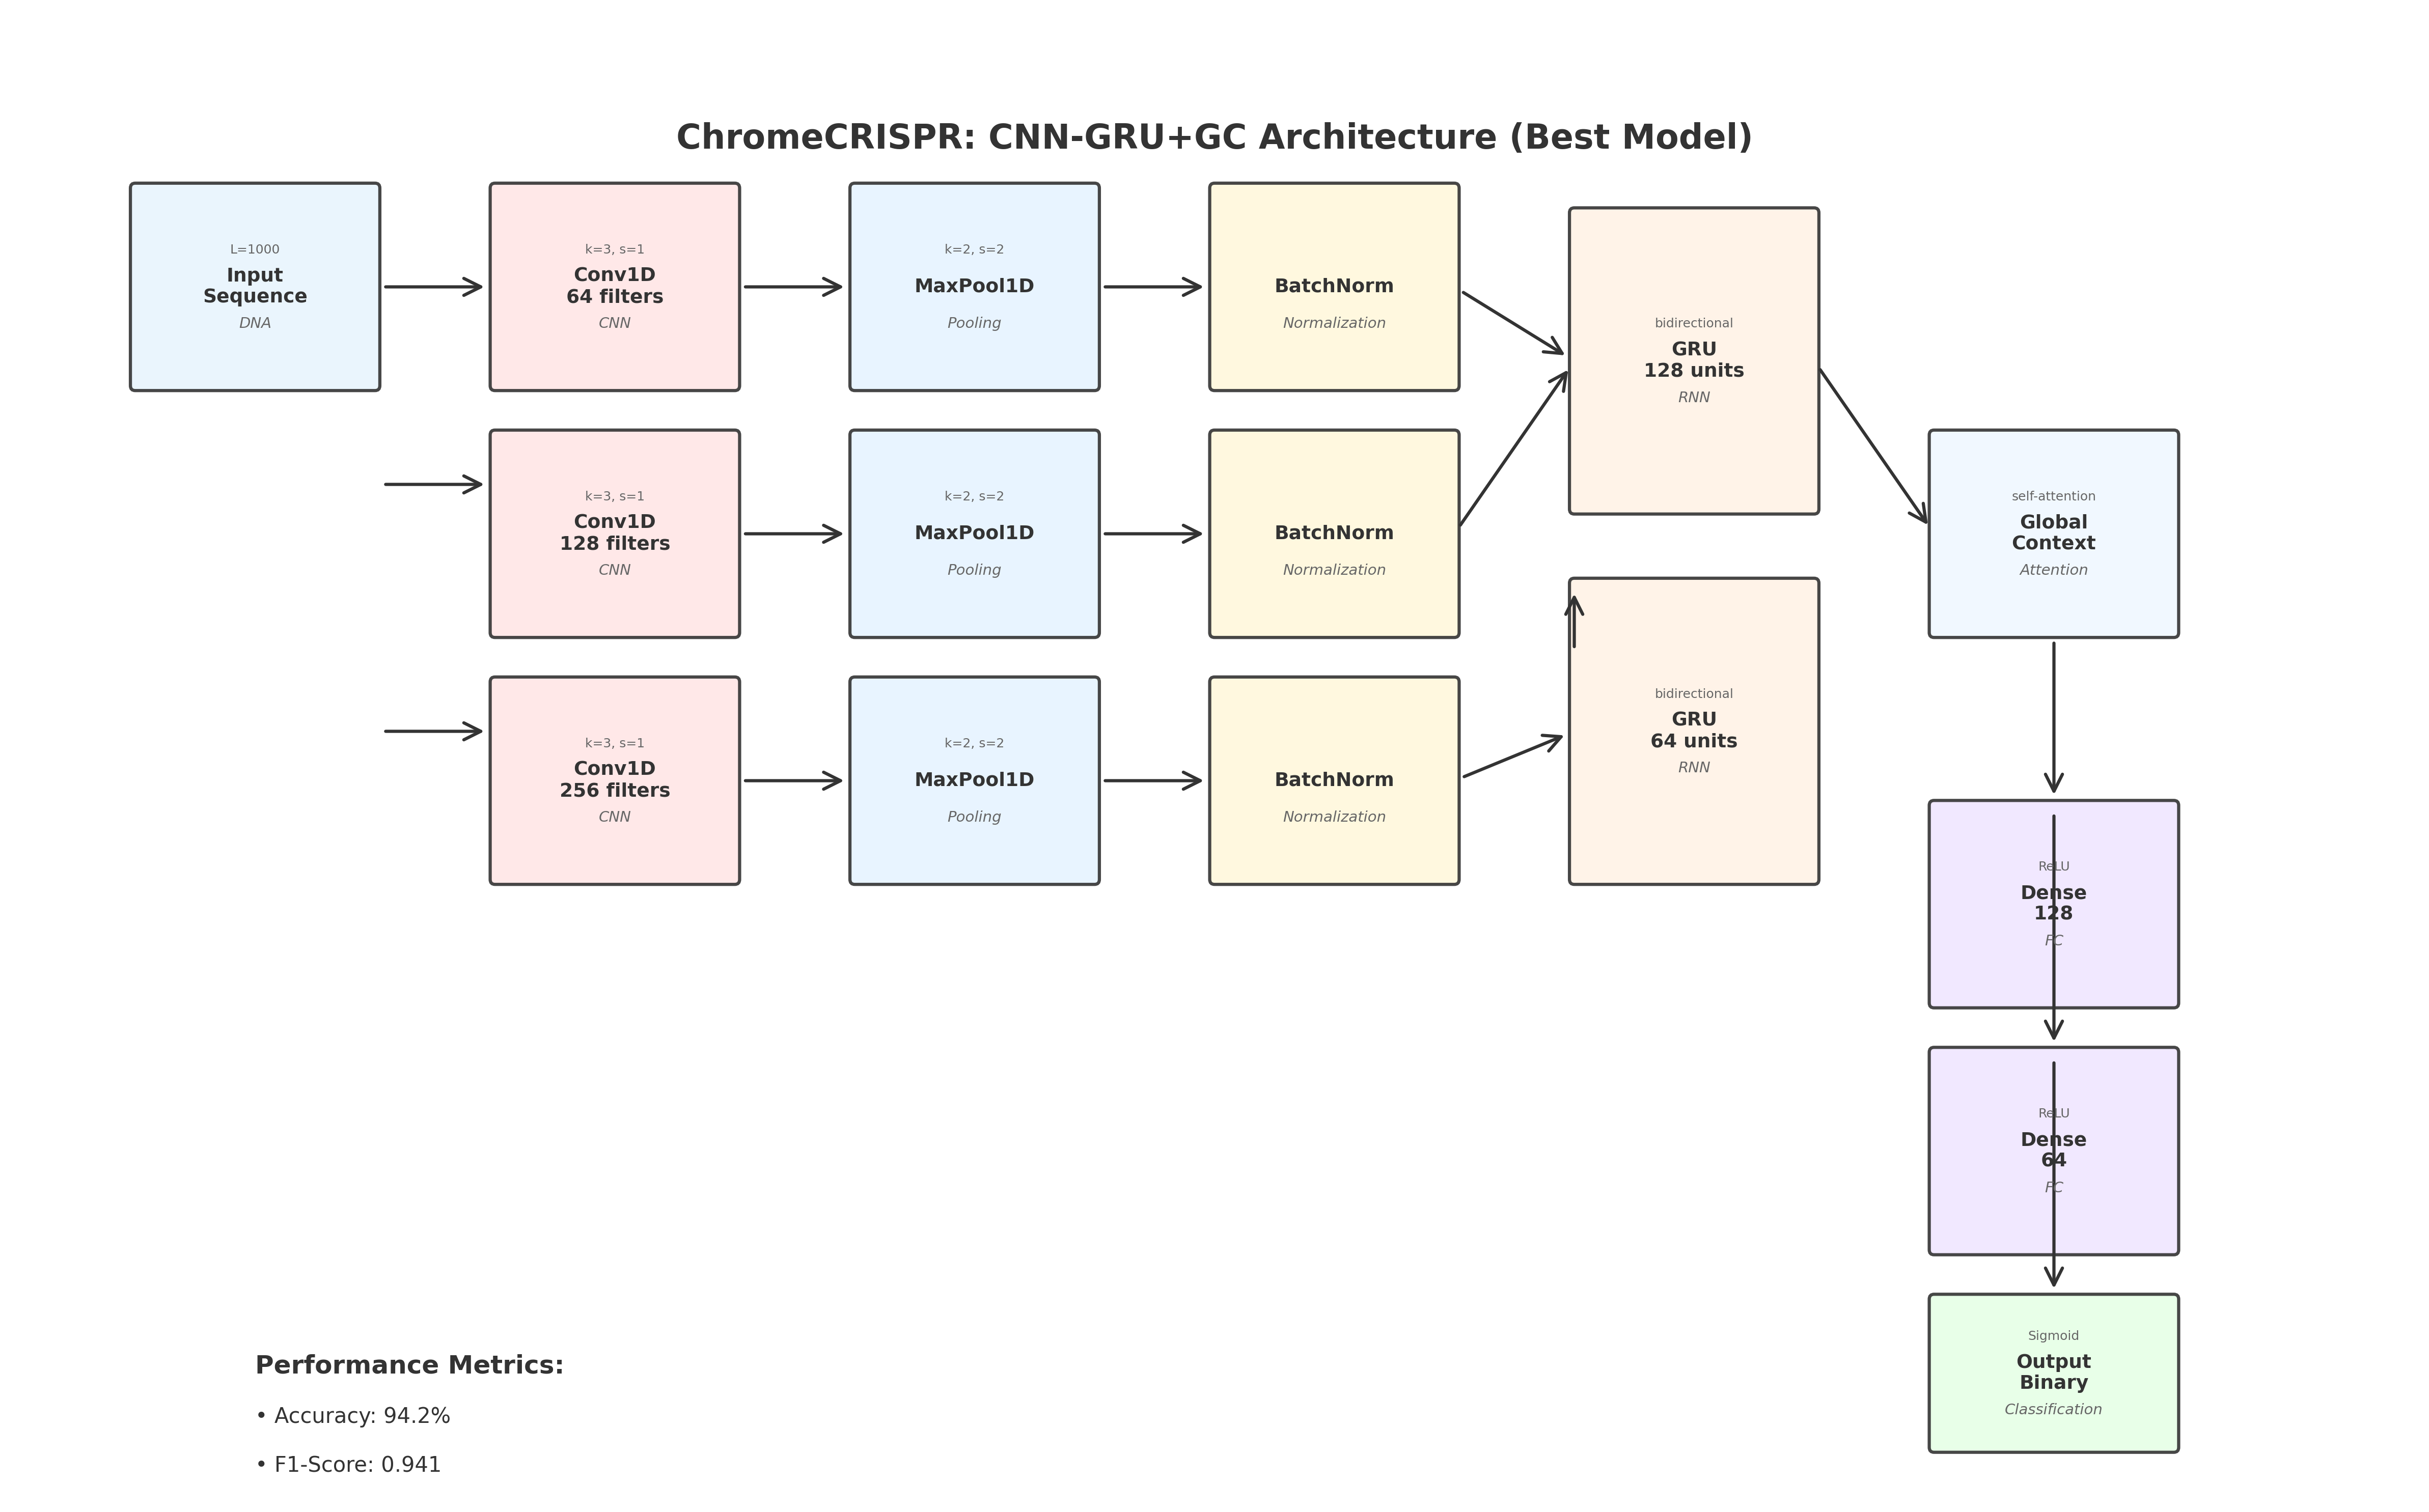 ChromeCRISPR: CNN-GRU+GC Architecture (Best Model)
L=1000
Input
Sequence
DNA
k=3, s=1
Conv1D
64 filters
CNN
k=2, s=2
MaxPool1D
Pooling
BatchNorm
Normalization
bidirectional
GRU
128 units
RNN
k=3, s=1
Conv1D
128 filters
CNN
k=2, s=2
MaxPool1D
Pooling
BatchNorm
Normalization
self-attention
Global
Context
Attention
k=3, s=1
Conv1D
256 filters
CNN
k=2, s=2
MaxPool1D
Pooling
BatchNorm
Normalization
bidirectional
GRU
64 units
RNN
ReLU
Dense
128
FC
ReLU
Dense
64
FC
Sigmoid
Output
Binary
Classification
Performance Metrics:
• Accuracy: 94.2%
• F1-Score: 0.941